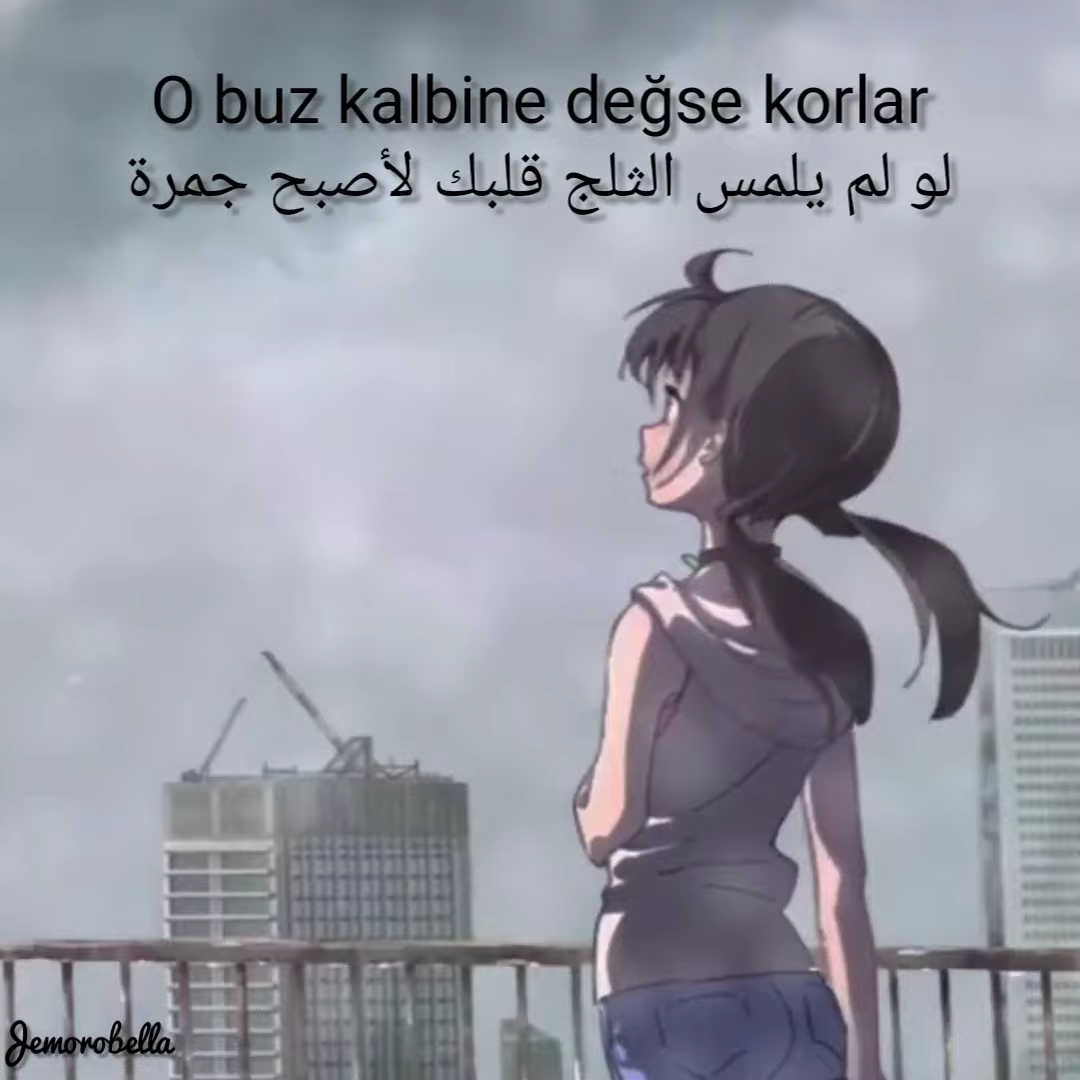 O buz kalbine değse korlar
لو لم يلمس الثلج قلبك لأصبح جمرة
Jemorobella